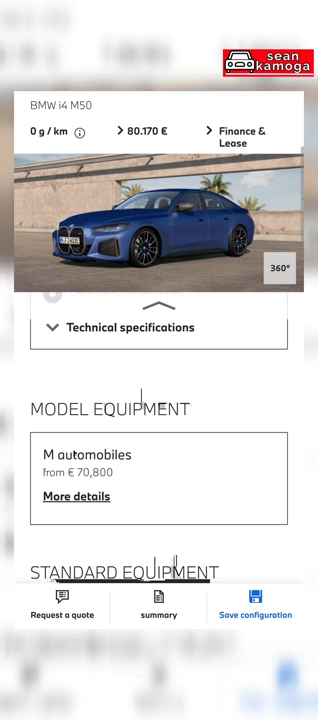 sean
kamoga
BMW i4 M50
0 g / km
80.170 €
Finance &
Lease
360°
Technical specifications
MODEL EQUIPMENT
M automobiles
from € 70,800
More details
STANDARD EQUIPMENT
Request a quote
summary
Save configuration